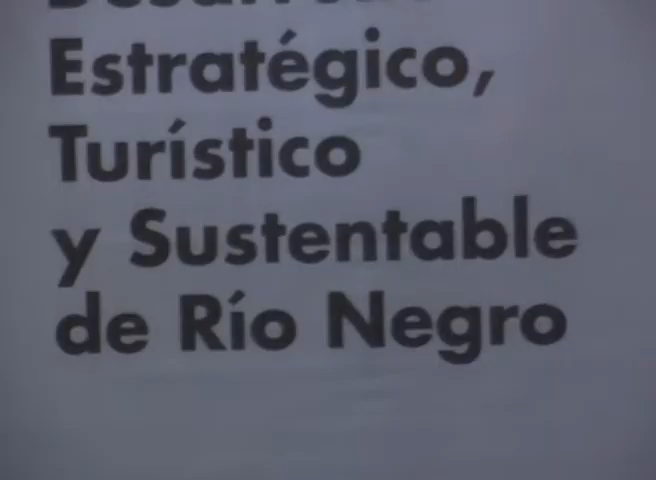 Estratégico,
Turístico
y Sustentable
de Río Negro